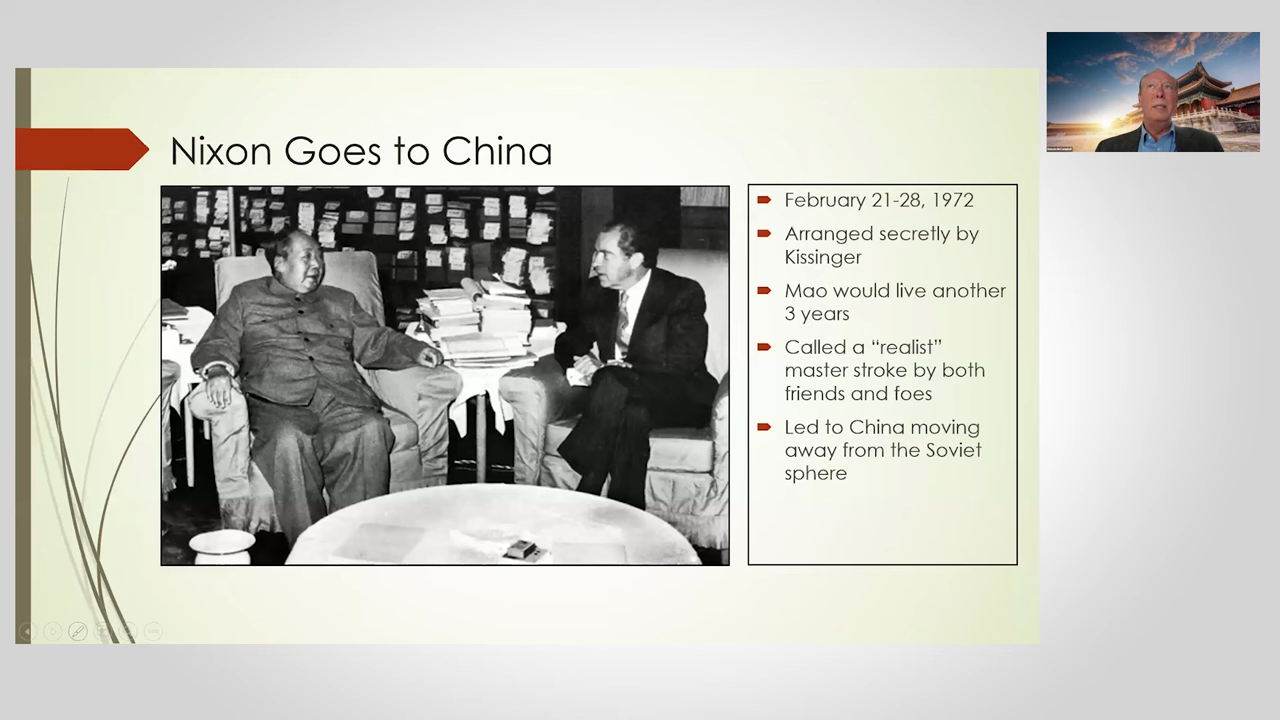 Nixon Goes to China
February 21-28, 1972
Arranged secretly by
Kissinger
Mao would live another
3 years
Called a “realist”
master stroke by both
friends and foes
Led to China moving
away from the Soviet
sphere